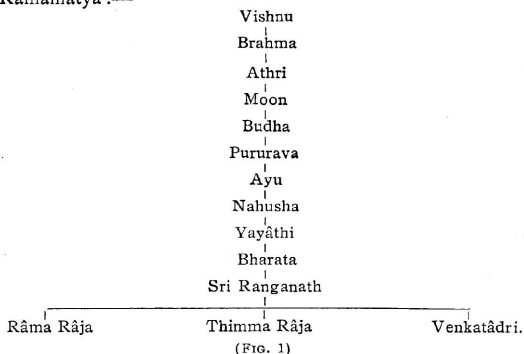 Ramamatya :—
Vishnu
Brahma
Athri
Moon
Budha
Pururava
Ayu
Nahusha
Yayâthi
Bharata
Sri Ranganath
Râma Râja Thimma Râja Venkatâdri.
(FIG. 1)